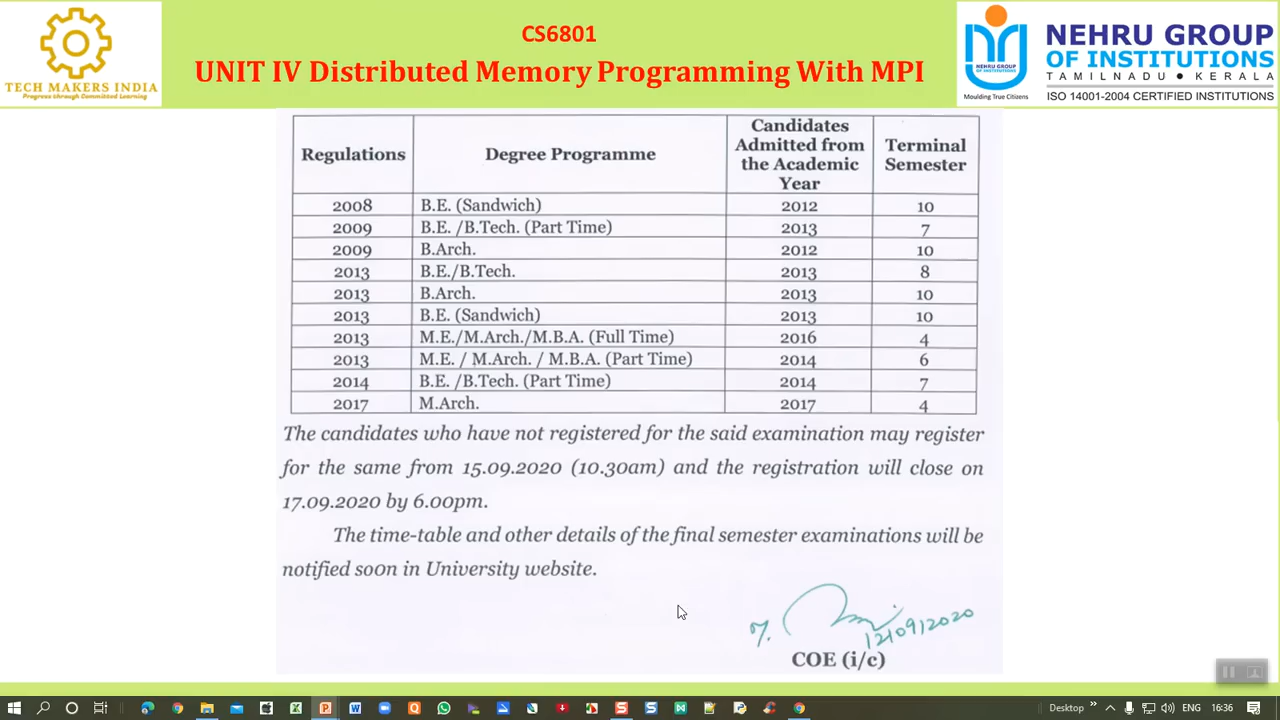 CS6801
UNIT IV Distributed Memory Programming With MPI
TECH MAKERS INDIA
Progress through Committed Learning
NEHRU GROUP
OF INSTITUTIONS
Moulding True Citizens
NEHRU GROUP
OF INSTITUTIONS
TAMILNADU • KERALA
ISO 14001-2004 CERTIFIED INSTITUTIONS
Regulations Degree Programme Candidates Admitted from the Academic Year Terminal Semester
2008 B.E. (Sandwich) 2012 10
2009 B.E. /B.Tech. (Part Time) 2013 7
2009 B.Arch. 2012 10
2013 B.E./B.Tech. 2013 8
2013 B.Arch. 2013 10
2013 B.E. (Sandwich) 2013 10
2013 M.E./M.Arch./M.B.A. (Full Time) 2016 4
2013 M.E. / M.Arch. / M.B.A. (Part Time) 2014 6
2014 B.E. /B.Tech. (Part Time) 2014 7
2017 M.Arch. 2017 4
The candidates who have not registered for the said examination may register
for the same from 15.09.2020 (10.30am) and the registration will close on
17.09.2020 by 6.00pm.
The time-table and other details of the final semester examinations will be
notified soon in University website.
12/09/2020
COE (i/c)
Desktop
ENG
16:36